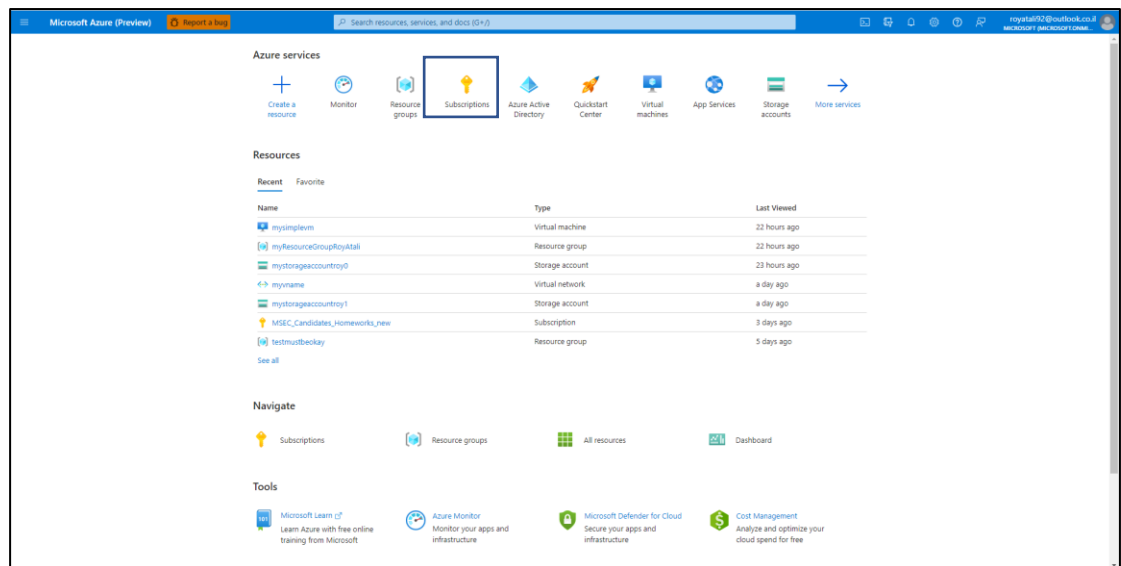 Microsoft Azure (Preview)
Report a bug
Search resources, services, and docs (G+/)
royatali92@outlook.co.il
MICROSOFT (MICROSOFT.ONMI...
Azure services
Create a resource
Monitor
Resource groups
Subscriptions
Azure Active Directory
Quickstart Center
Virtual machines
App Services
Storage accounts
More services
Resources
Recent Favorite
Name Type Last Viewed
mysimplevm Virtual machine 22 hours ago
myResourceGroupRoyAtali Resource group 22 hours ago
mystorageaccountroy0 Storage account 23 hours ago
myvname Virtual network a day ago
mystorageaccountroy1 Storage account a day ago
MSEC_Candidates_Homeworks_new Subscription 3 days ago
testmustbeokay Resource group 5 days ago
See all
Navigate
Subscriptions Resource groups All resources Dashboard
Tools
101
Microsoft Learn
Learn Azure with free online
training from Microsoft
Azure Monitor
Monitor your apps and
infrastructure
Microsoft Defender for Cloud
Secure your apps and
infrastructure
Cost Management
Analyze and optimize your
cloud spend for free